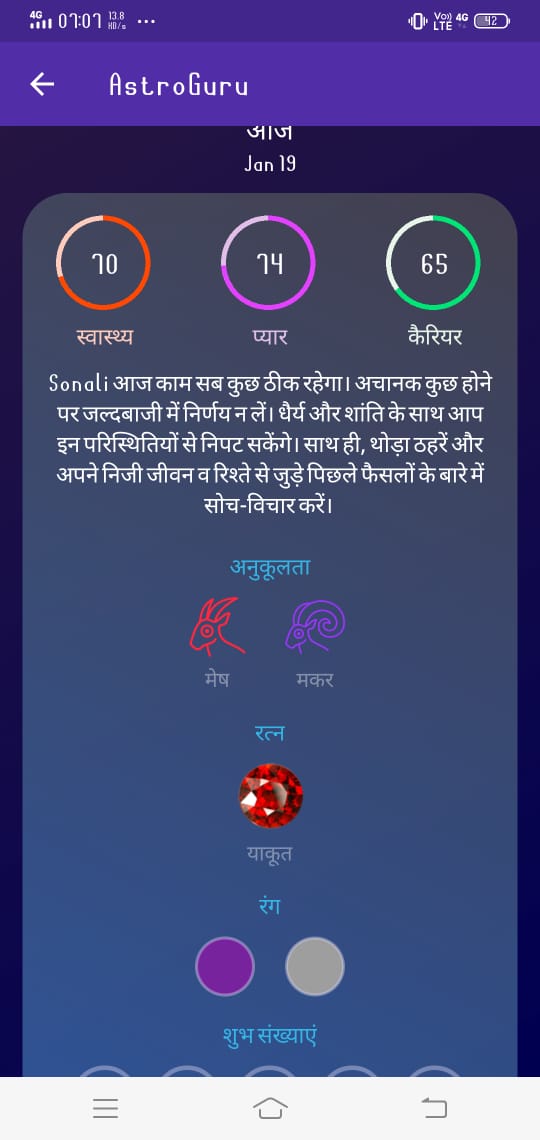 4G 07:07 13.8 KB/s ... Vo)) LTE 4G 42
AstroGuru
आज
Jan 19
70 74 65
स्वास्थ्य प्यार कैरियर
Sonali आज काम सब कुछ ठीक रहेगा। अचानक कुछ होने
पर जल्दबाजी में निर्णय न लें। धैर्य और शांति के साथ आप
इन परिस्थितियों से निपट सकेंगे। साथ ही, थोड़ा ठहरें और
अपने निजी जीवन व रिश्ते से जुड़े पिछले फैसलों के बारे में
सोच-विचार करें।
अनुकूलता
मेष मकर
रत्न
याकूत
रंग
शुभ संख्याएं